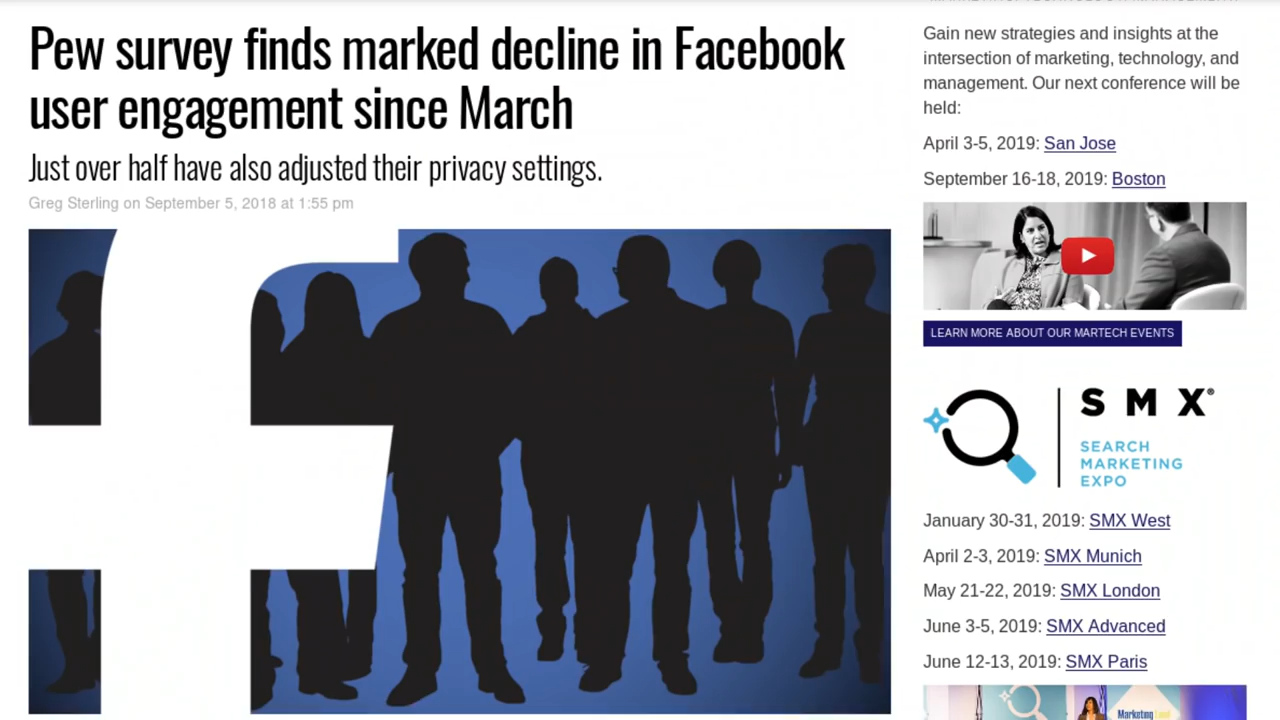 Pew survey finds marked decline in Facebook
user engagement since March
Just over half have also adjusted their privacy settings.
Greg Sterling on September 5, 2018 at 1:55 pm
Gain new strategies and insights at the
intersection of marketing, technology, and
management. Our next conference will be
held:
April 3-5, 2019: San Jose
September 16-18, 2019: Boston
LEARN MORE ABOUT OUR MARTECH EVENTS
SMX®
SEARCH
MARKETING
EXPO
January 30-31, 2019: SMX West
April 2-3, 2019: SMX Munich
May 21-22, 2019: SMX London
June 3-5, 2019: SMX Advanced
June 12-13, 2019: SMX Paris
Marketing Land